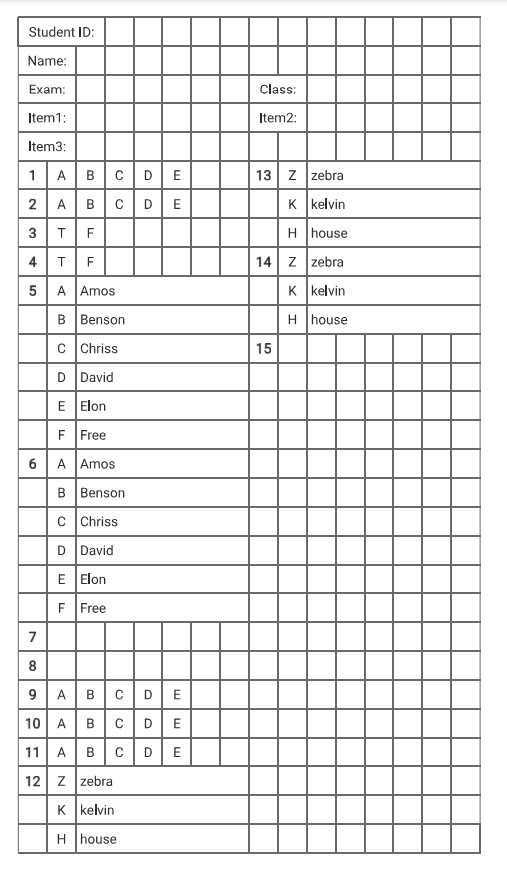 Student ID:
Name:
Exam: Class:
Item1: Item2:
Item3:
1 A B C D E 13 Z zebra
2 A B C D E K kelvin
3 T F H house
4 T F 14 Z zebra
5 A Amos K kelvin
B Benson H house
C Chriss 15
D David
E Elon
F Free
6 A Amos
B Benson
C Chriss
D David
E Elon
F Free
7
8
9 A B C D E
10 A B C D E
11 A B C D E
12 Z zebra
K kelvin
H house